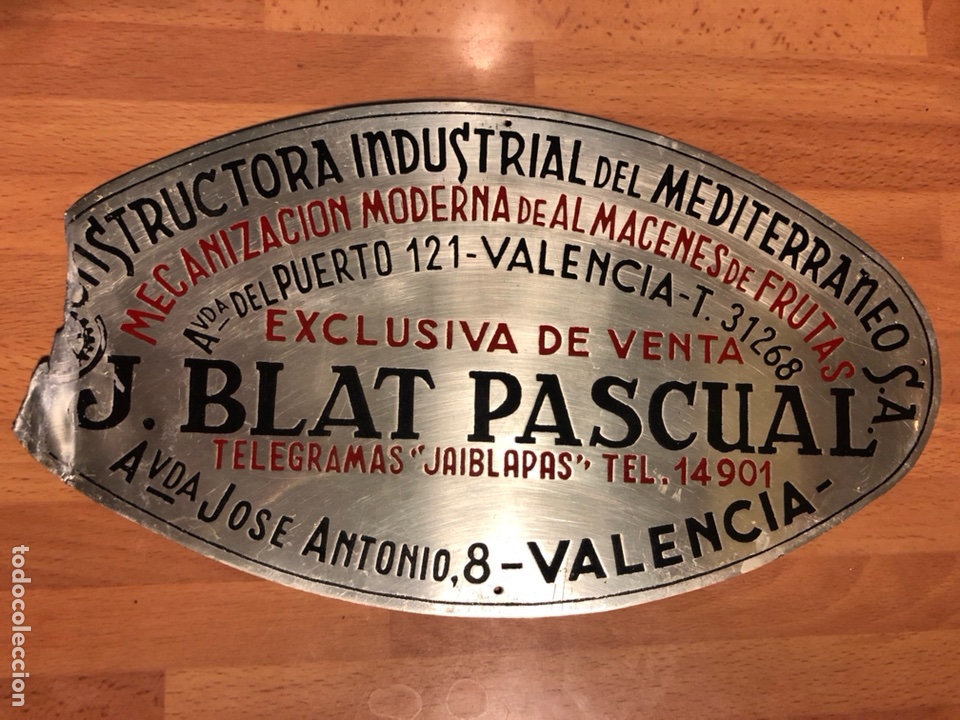 NSTRUCTORA INDUSTRIAL DEL MEDITERRANEO S.A.
MECANIZACION MODERNA DE ALMACENES DE FRUTAS
AVDA DEL PUERTO 121-VALENCIA-T. 31268
EXCLUSIVA DE VENTA
J. BLAT PASCUAL
TELEGRAMAS "JAIBLAPAS", TEL. 14901
AVDA JOSE ANTONIO, 8-VALENCIA-
todocoleccion